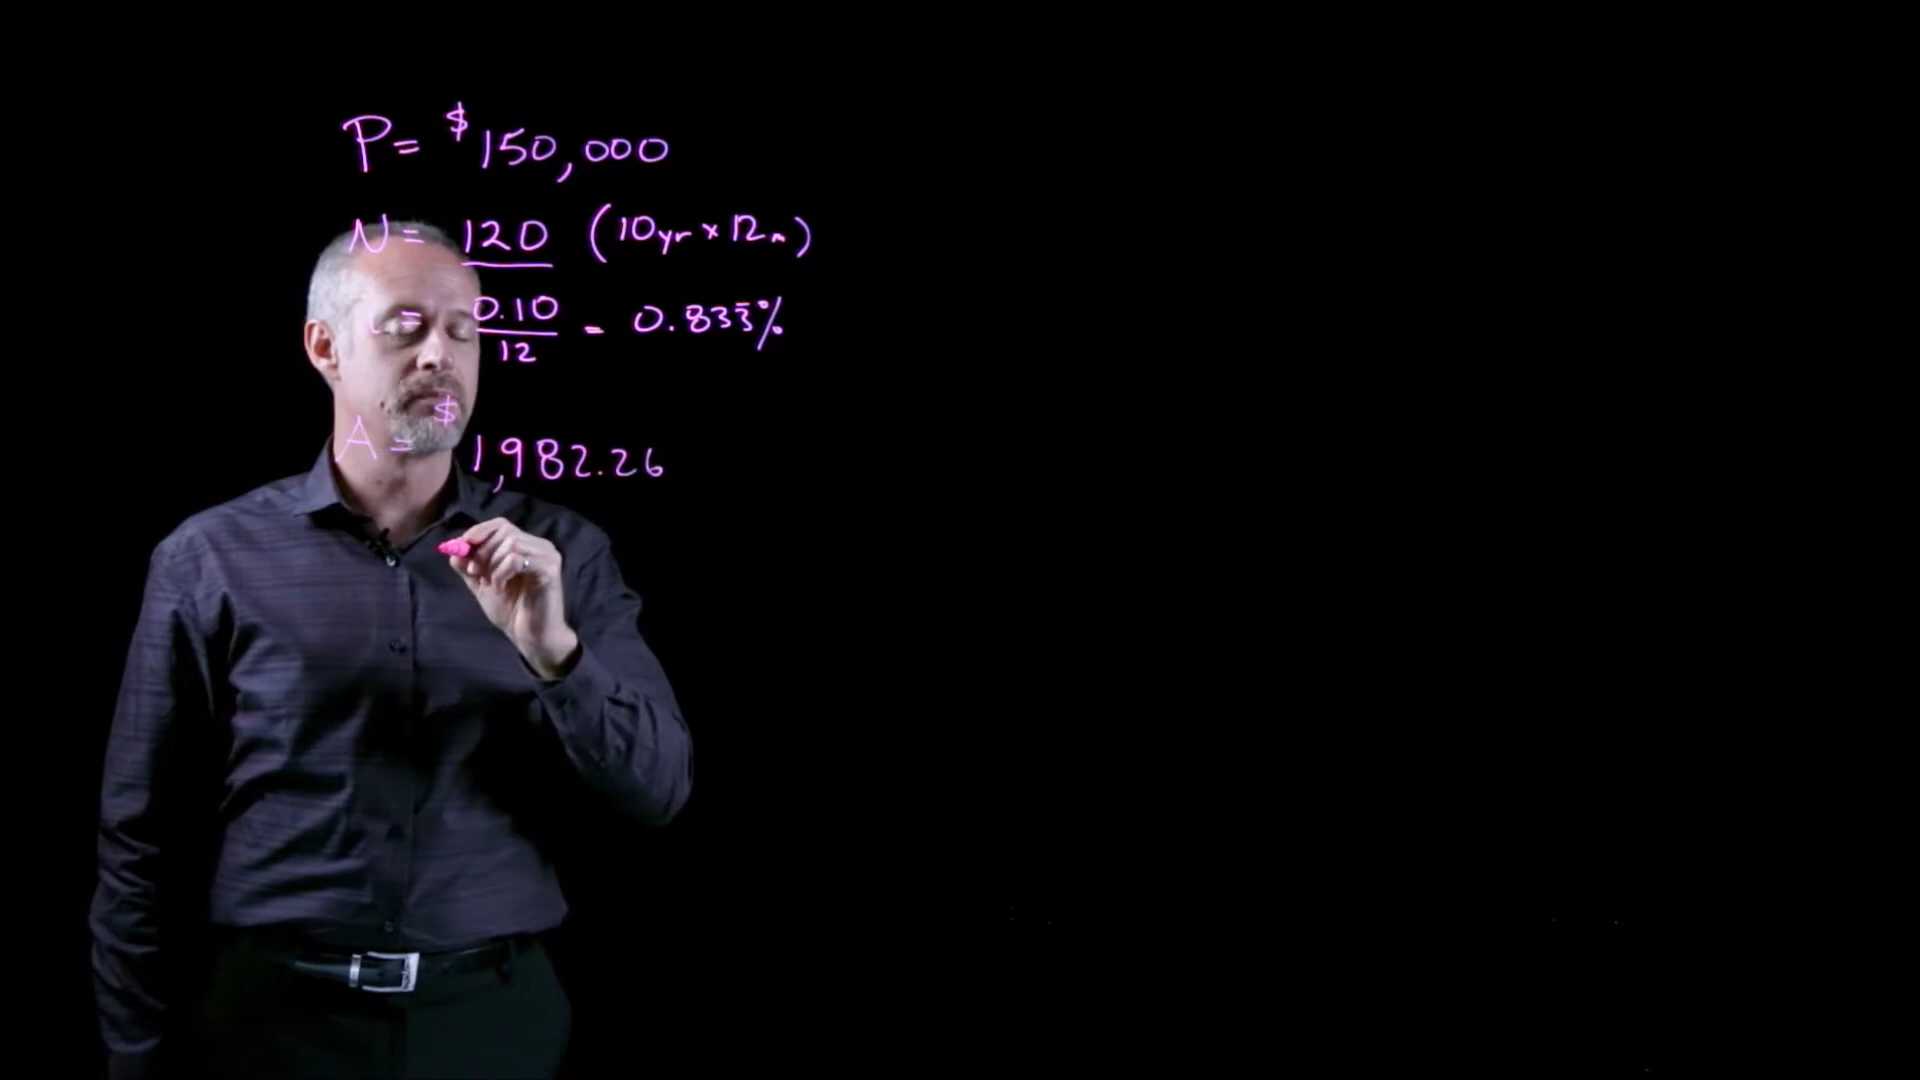 P = $150,000
N = 120 (10yr × 12m)
i = 0.10/12 = 0.833%
A = $1,982.26